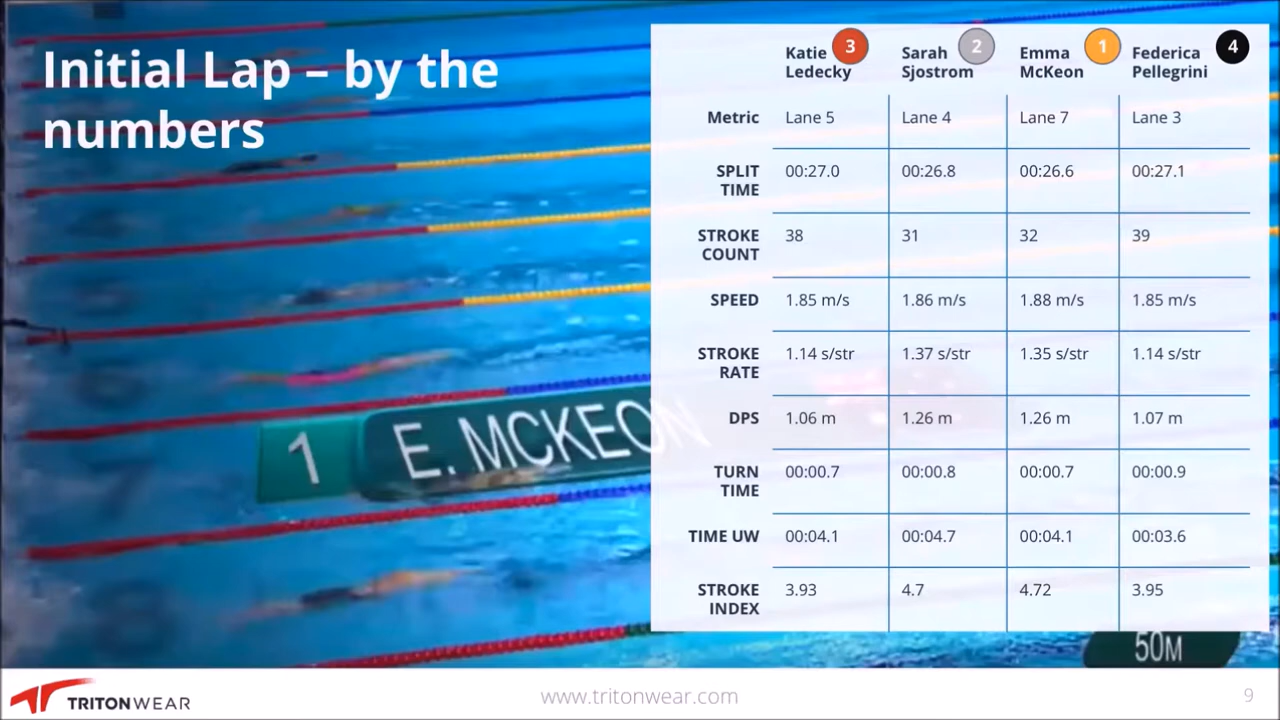 Initial Lap – by the
numbers
Katie
Ledecky
3
Sarah
Sjostrom
2
Emma
McKeon
1
Federica
Pellegrini
4
Metric Lane 5 Lane 4 Lane 7 Lane 3
SPLIT
TIME
00:27.0 00:26.8 00:26.6 00:27.1
STROKE
COUNT
38 31 32 39
SPEED 1.85 m/s 1.86 m/s 1.88 m/s 1.85 m/s
STROKE
RATE
1.14 s/str 1.37 s/str 1.35 s/str 1.14 s/str
DPS 1.06 m 1.26 m 1.26 m 1.07 m
TURN
TIME
00:00.7 00:00.8 00:00.7 00:00.9
TIME UW 00:04.1 00:04.7 00:04.1 00:03.6
STROKE
INDEX
3.93 4.7 4.72 3.95
1 E. MCKEON
50M
TRITONWEAR
www.tritonwear.com
9